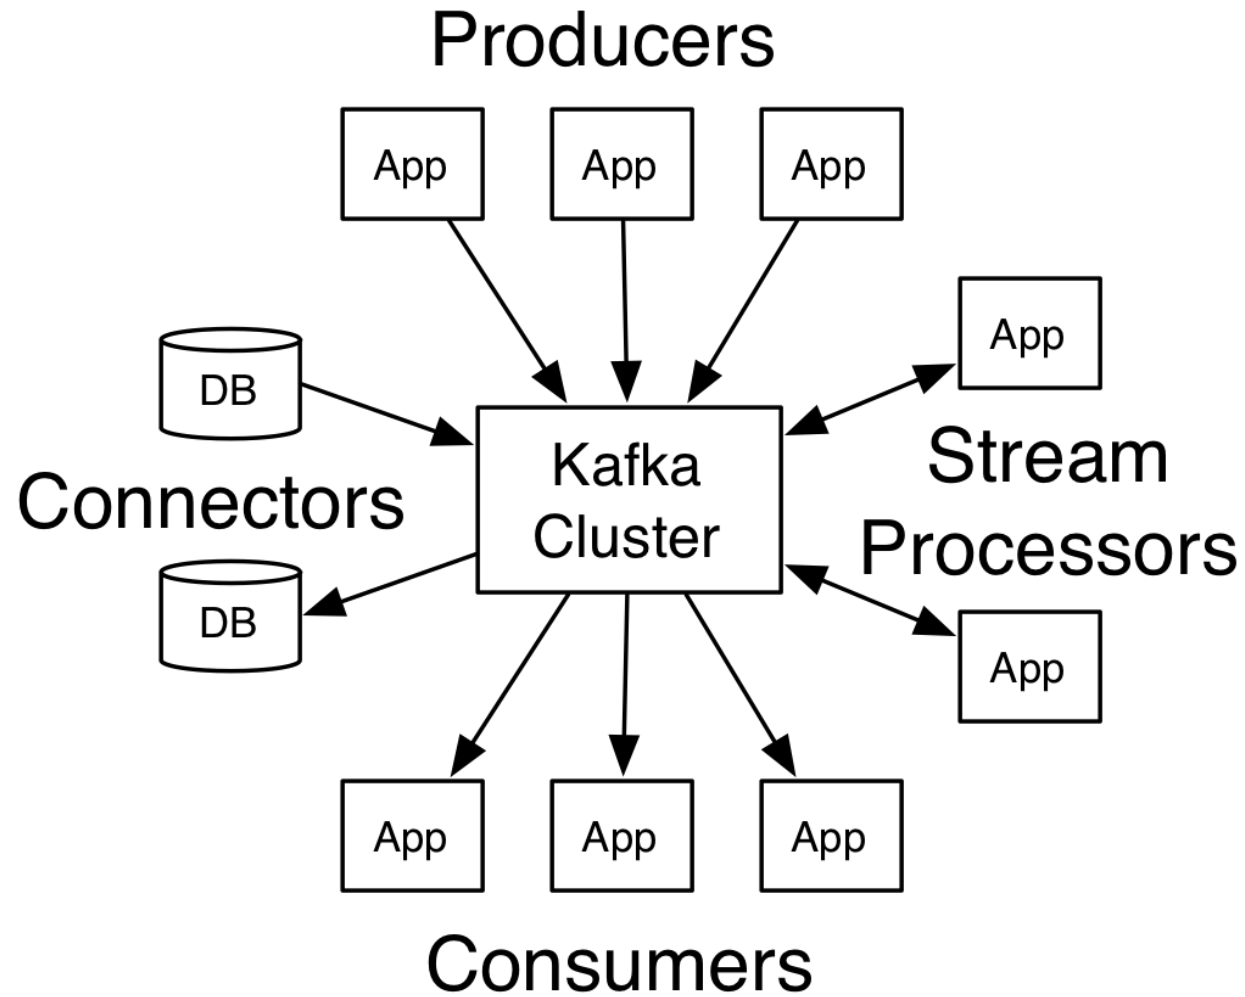 Producers
App
App
App
App
DB
Kafka
Cluster
Stream
Processors
Connectors
DB
App
App
App
App
Consumers